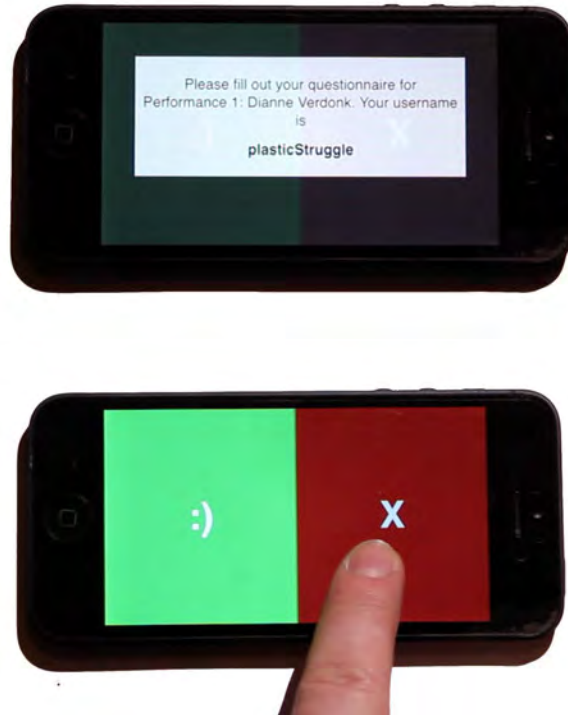 Please fill out your questionnaire for
Performance 1: Dianne Verdonk. Your username
is
plasticStruggle
X
:)
X